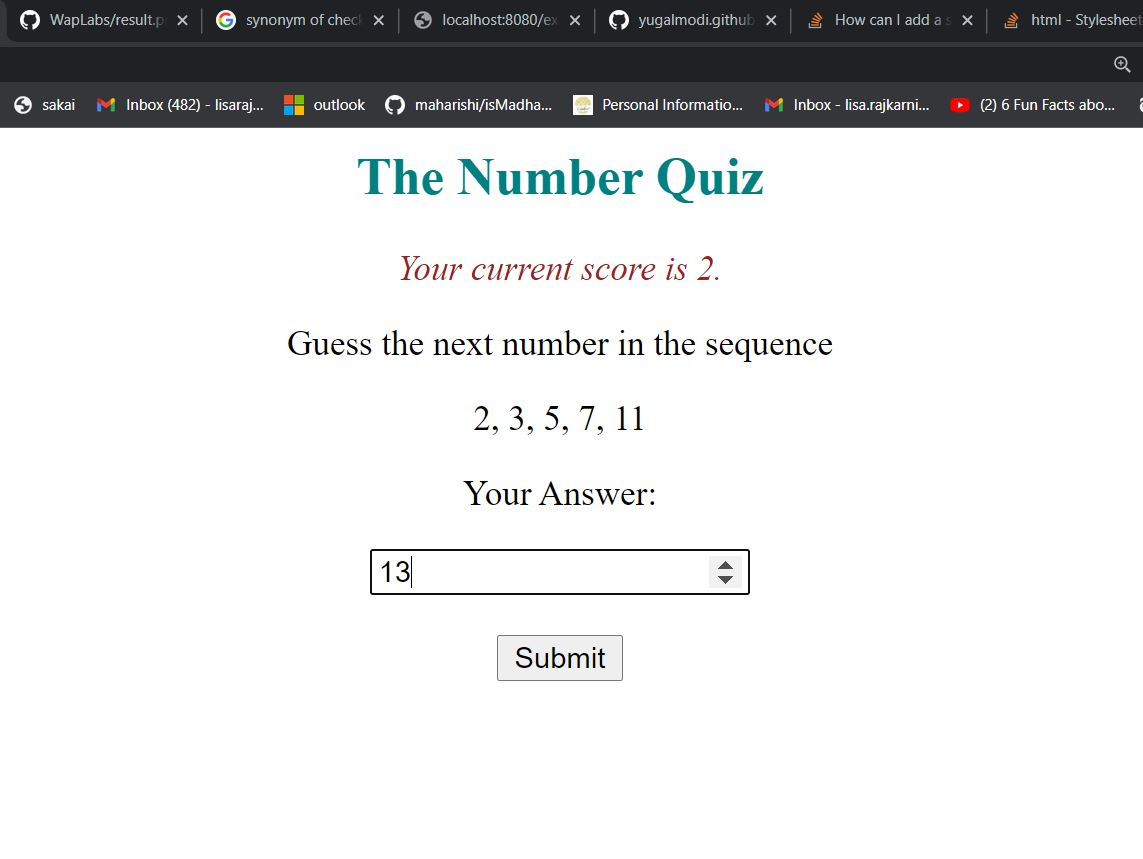 WapLabs/result.p
synonym of chec
localhost:8080/ex
yugalmodi.github
How can I add a s
html - Stylesheet
sakai
Inbox (482) - lisaraj...
outlook
maharishi/isMadha...
Personal Informatio...
Inbox - lisa.rajkarni...
(2) 6 Fun Facts abo...
The Number Quiz
Your current score is 2.
Guess the next number in the sequence
2, 3, 5, 7, 11
Your Answer:
13
Submit